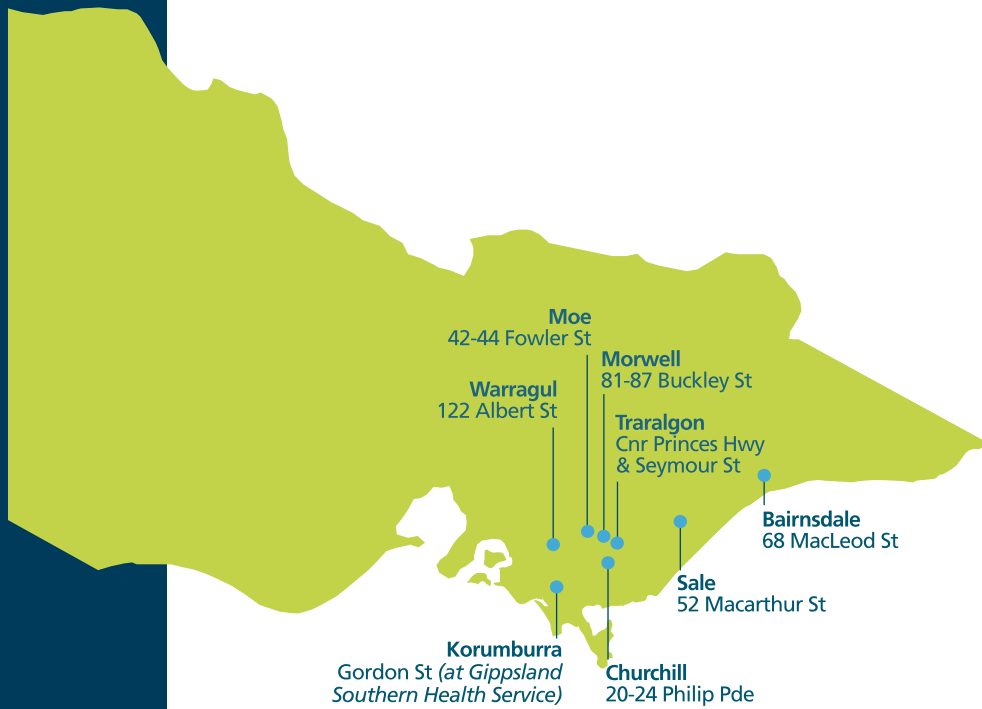 Moe
42-44 Fowler St
Morwell
81-87 Buckley St
Warragul
122 Albert St
Traralgon
Cnr Princes Hwy
& Seymour St
Bairnsdale
68 MacLeod St
Sale
52 Macarthur St
Korumburra
Gordon St (at Gippsland
Southern Health Service)
Churchill
20-24 Philip Pde